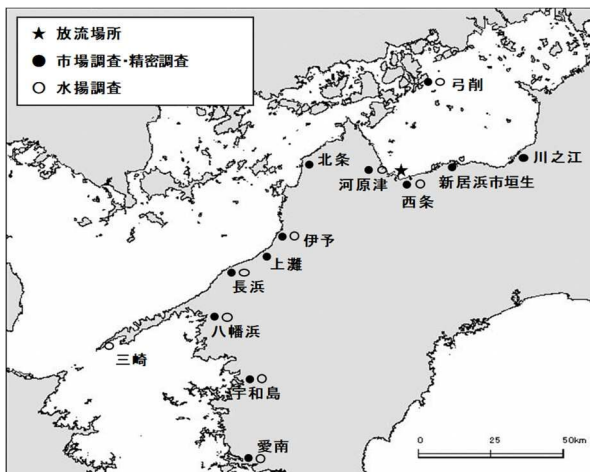 ★ 放流場所
● 市場調査・精密調査
○ 水揚調査
弓削
川之江
北条
河原津
新居浜市垣生
西条
伊予
上灘
長浜
八幡浜
三崎
宇和島
愛南
0 25 50km